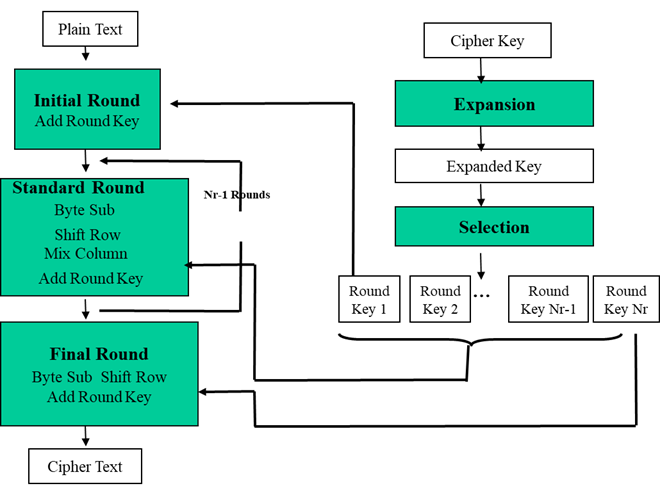 Plain Text
Initial Round
Add Round Key
Standard Round
Byte Sub
Shift Row
Mix Column
Add Round Key
Nr-1 Rounds
Final Round
Byte Sub Shift Row
Add Round Key
Cipher Text
Cipher Key
Expansion
Expanded Key
Selection
Round
Key 1
Round
Key 2
...
Round
Key Nr-1
Round
Key Nr